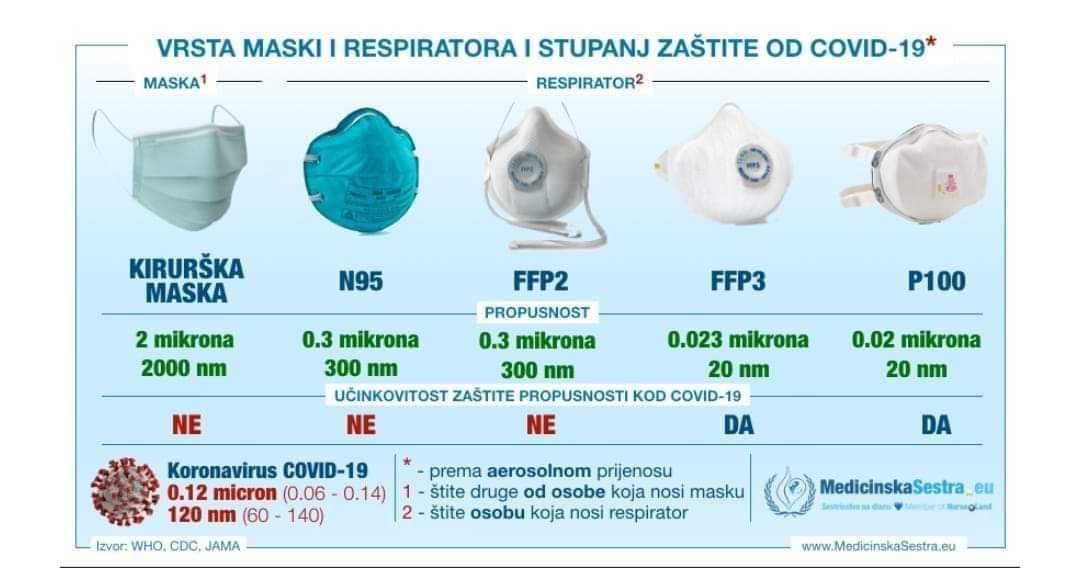 VRSTA MASKI I RESPIRATORA I STUPANJ ZAŠTITE OD COVID-19*
MASKA1 RESPIRATOR2
FFP2
KIRURŠKA
MASKA
N95 FFP2 FFP3 P100
PROPUSNOST
2 mikrona 0.3 mikrona 0.3 mikrona 0.023 mikrona 0.02 mikrona
2000 nm 300 nm 300 nm 20 nm 20 nm
UČINKOVITOST ZAŠTITE PROPUSNOSTI KOD COVID-19
NE NE NE DA DA
Koronavirus COVID-19
0.12 micron (0.06 - 0.14)
120 nm (60 - 140)
* - prema aerosolnom prijenosu
1 - štite druge od osobe koja nosi masku
2 - štite osobu koja nosi respirator
MedicinskaSestra.eu
Sestrinstvo na dlanu Member of Nurse Land
Izvor: WHO, CDC, JAMA
www.MedicinskaSestra.eu